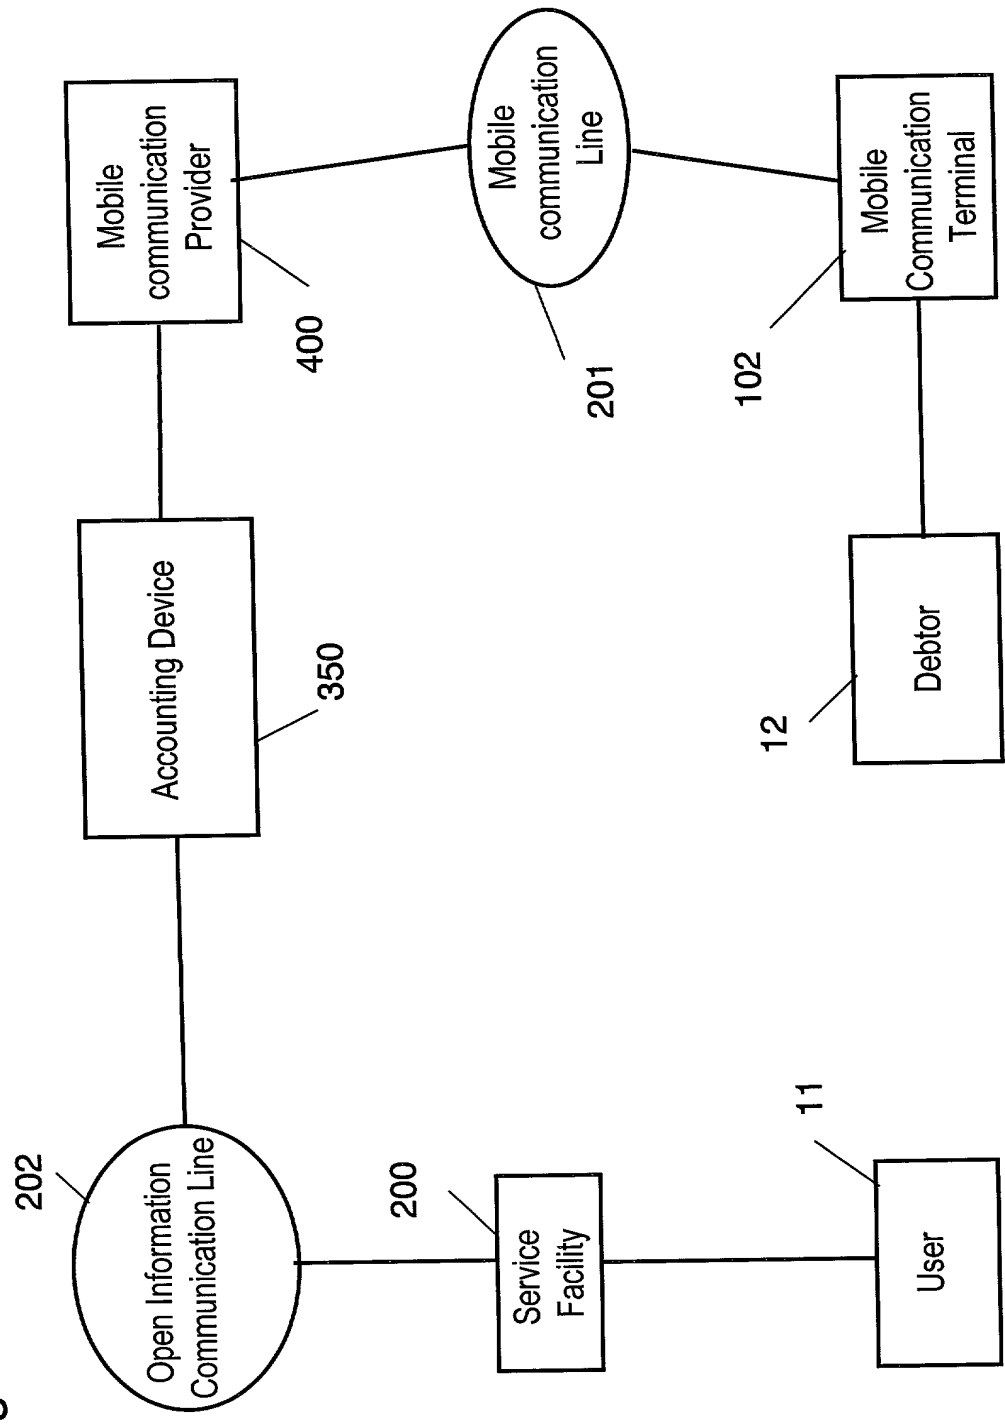 202
Open Information
Communication Line
200
Service
Facility
11
User
Accounting Device
350
12
Debtor
Mobile
communication
Provider
400
Mobile
communication
Line
201
102
Mobile
Communication
Terminal